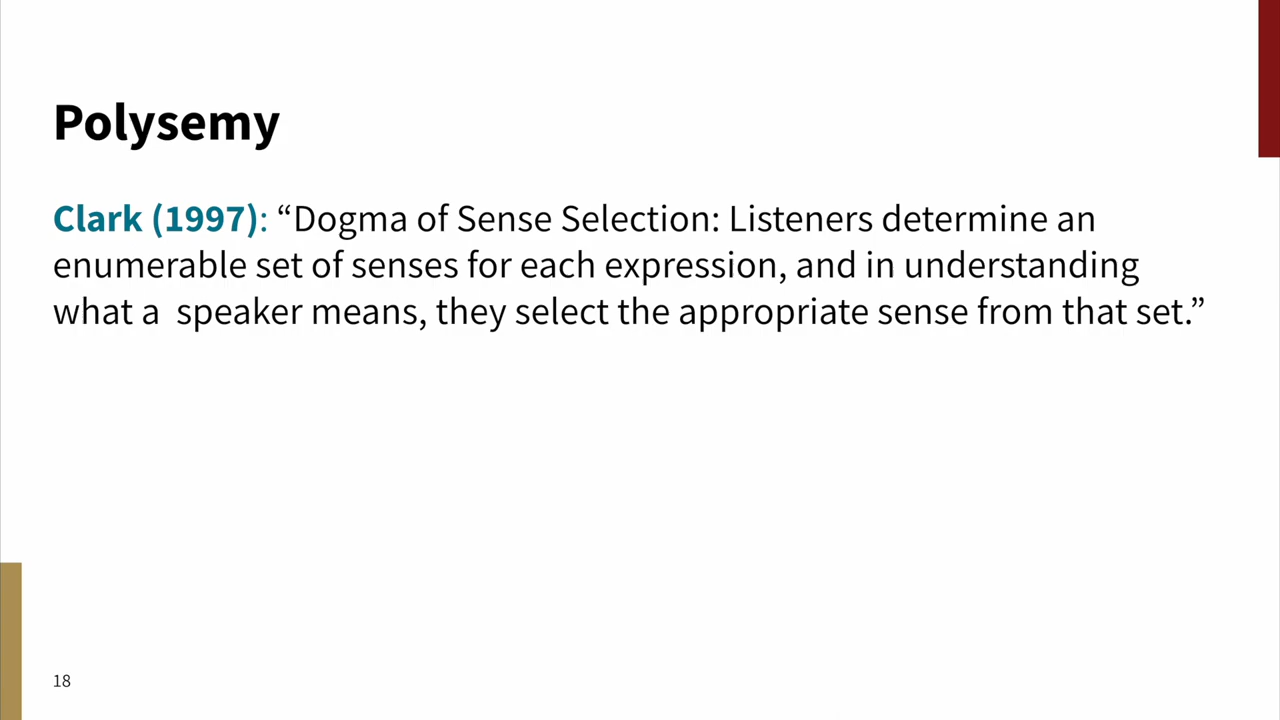 Polysemy
Clark (1997): “Dogma of Sense Selection: Listeners determine an
enumerable set of senses for each expression, and in understanding
what a  speaker means, they select the appropriate sense from that set.”
18